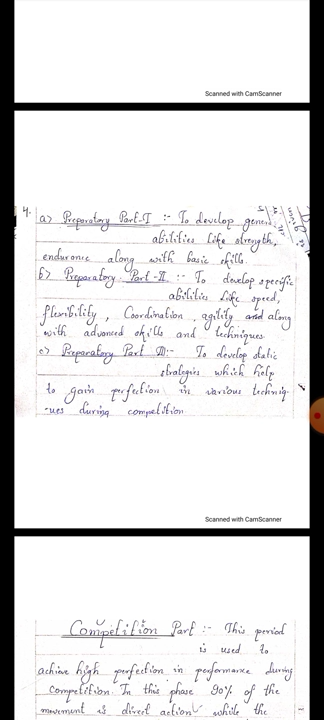 Scanned with CamScanner
4.
a) Preparatory Part-I :- To develop gener
abilities like strength,
endurance along with basic skills.
b) Preparatory Part-II :- To develop specific
abilities like speed,
flexibility, Coordination, agility and along
with advanced skills and techniques
c) Preparatory Part III:- To develop static
strategies which help
to gain perfection in various techniq-
-ues during competition
Scanned with CamScanner
Competition Part :- This period
is used to
achive high perfection in performance during
competition. In this phase 90% of the
movement is direct action while the